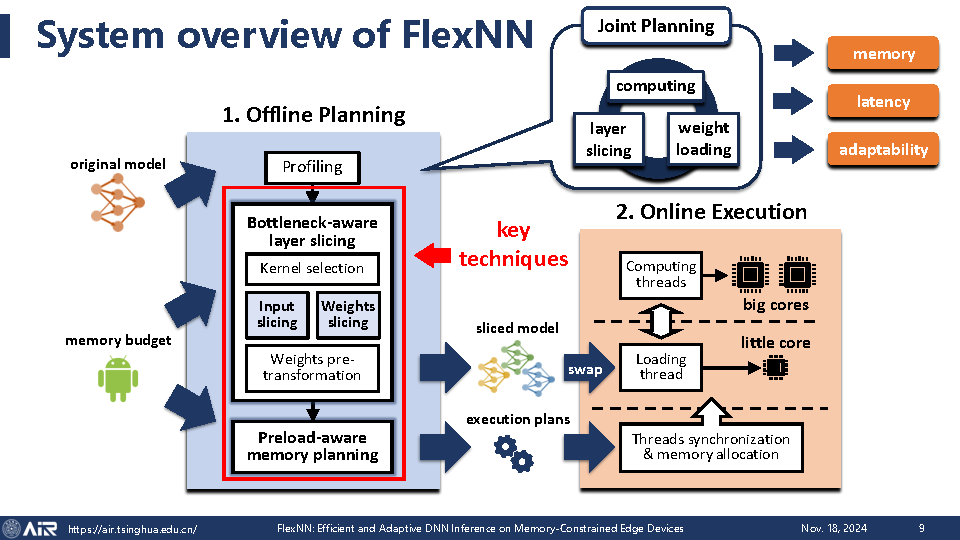 System overview of FlexNN
Joint Planning
computing
layer
slicing
weight
loading
memory
latency
adaptability
1. Offline Planning
original model
memory budget
Profiling
Bottleneck-aware
layer slicing
Kernel selection
Input
slicing
Weights
slicing
Weights pre-
transformation
Preload-aware
memory planning
key
techniques
sliced model
swap
execution plans
2. Online Execution
Computing
threads
big cores
little core
Loading
thread
Threads synchronization
& memory allocation
AIR
https://air.tsinghua.edu.cn/
FlexNN: Efficient and Adaptive DNN Inference on Memory-Constrained Edge Devices
Nov. 18, 2024
9